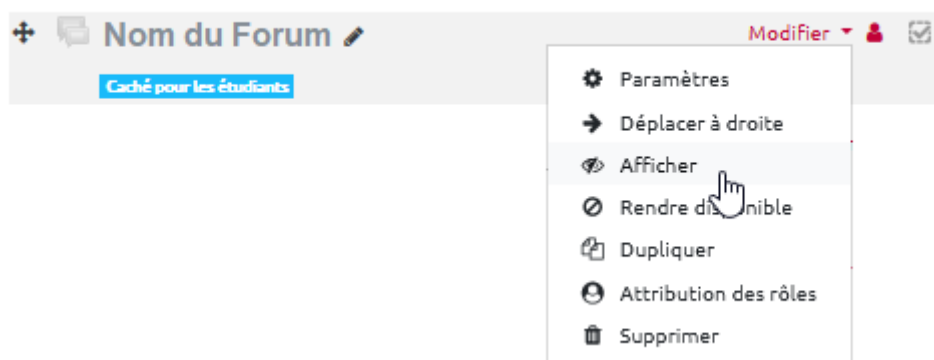 Nom du Forum
Modifier
Caché pour les étudiants
Paramètres
Déplacer à droite
Afficher
Rendre disponible
Dupliquer
Attribution des rôles
Supprimer